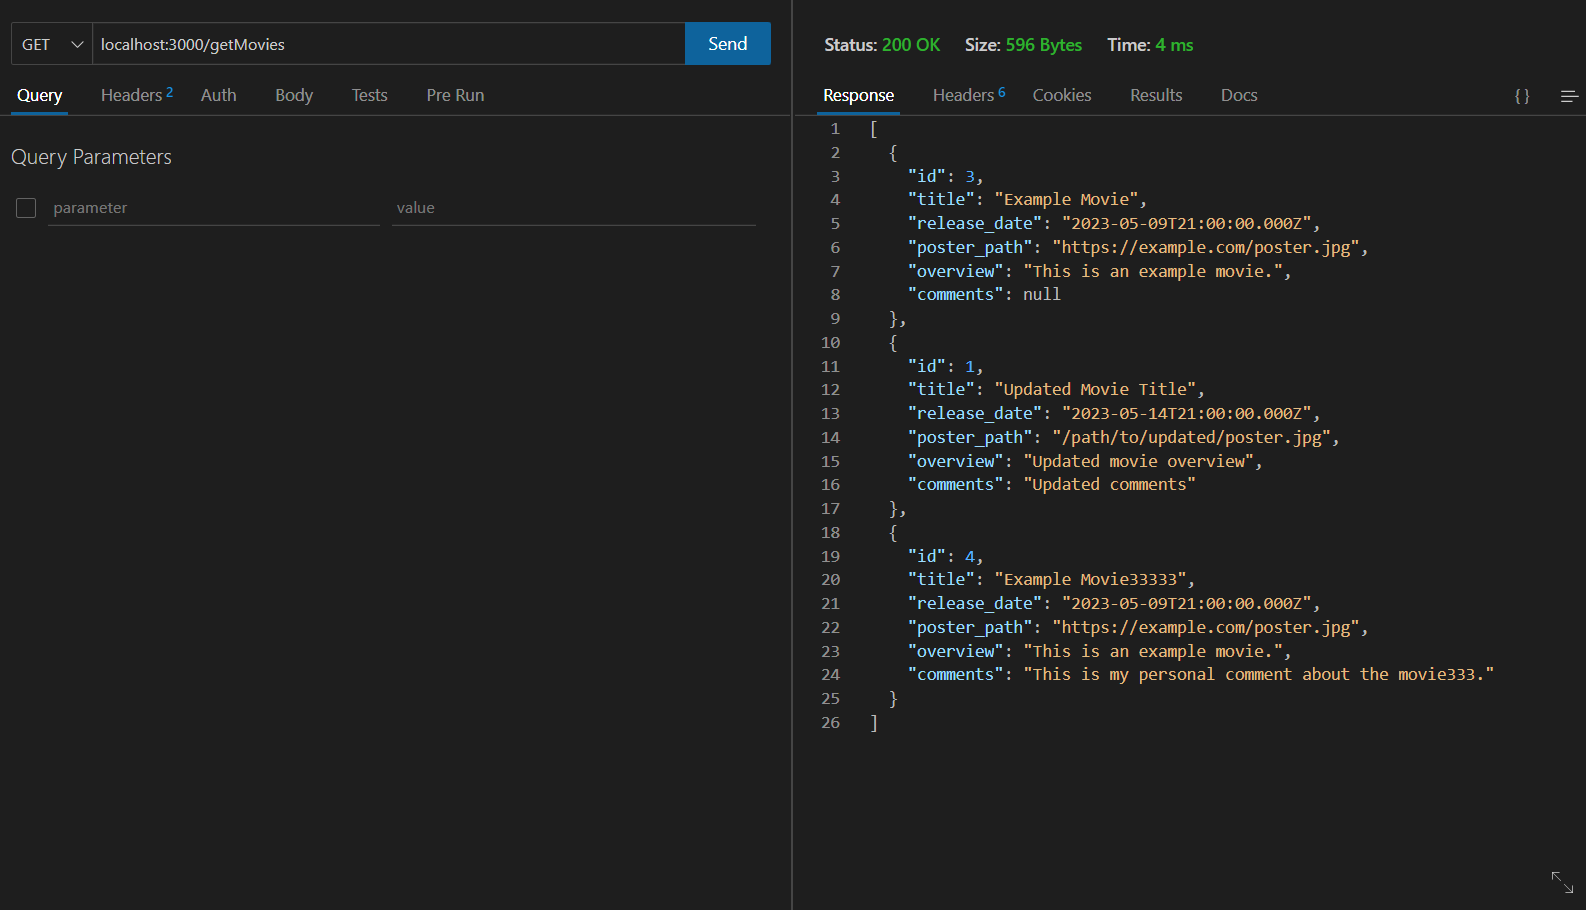 GET localhost:3000/getMovies Send
Query Headers 2 Auth Body Tests Pre Run
Query Parameters
parameter value
Status: 200 OK Size: 596 Bytes Time: 4 ms
Response Headers 6 Cookies Results Docs {}
1 [
2 {
3 "id": 3,
4 "title": "Example Movie",
5 "release_date": "2023-05-09T21:00:00.000Z",
6 "poster_path": "https://example.com/poster.jpg",
7 "overview": "This is an example movie.",
8 "comments": null
9 },
10 {
11 "id": 1,
12 "title": "Updated Movie Title",
13 "release_date": "2023-05-14T21:00:00.000Z",
14 "poster_path": "/path/to/updated/poster.jpg",
15 "overview": "Updated movie overview",
16 "comments": "Updated comments"
17 },
18 {
19 "id": 4,
20 "title": "Example Movie33333",
21 "release_date": "2023-05-09T21:00:00.000Z",
22 "poster_path": "https://example.com/poster.jpg",
23 "overview": "This is an example movie.",
24 "comments": "This is my personal comment about the movie333."
25 }
26 ]